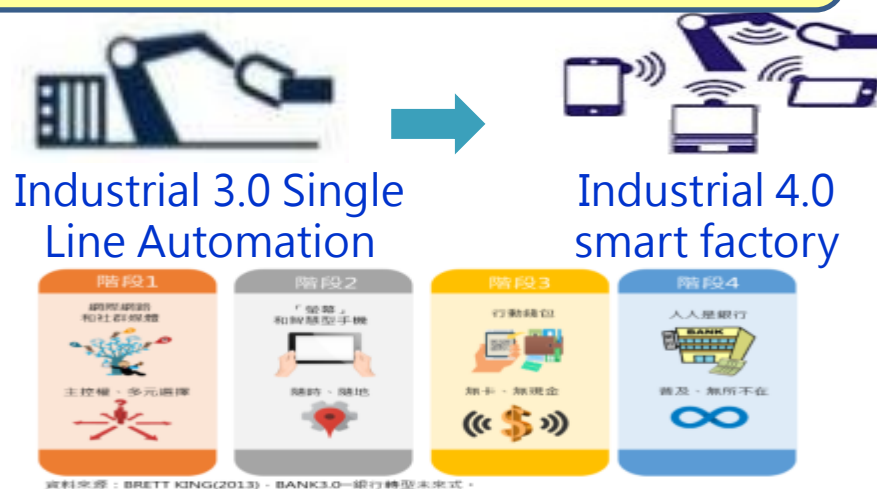 Industrial 3.0 Single
Line Automation
Industrial 4.0
smart factory
階段1
網際網路
和社群媒體
主控權、多元選擇
階段2
「螢幕」
和智慧型手機
隨時、隨地
階段3
行動錢包
無卡、無現金
階段4
人人是銀行
BANK
普及、無所不在
資料來源：BRETT KING(2013)，BANK3.0─銀行轉型未來式。